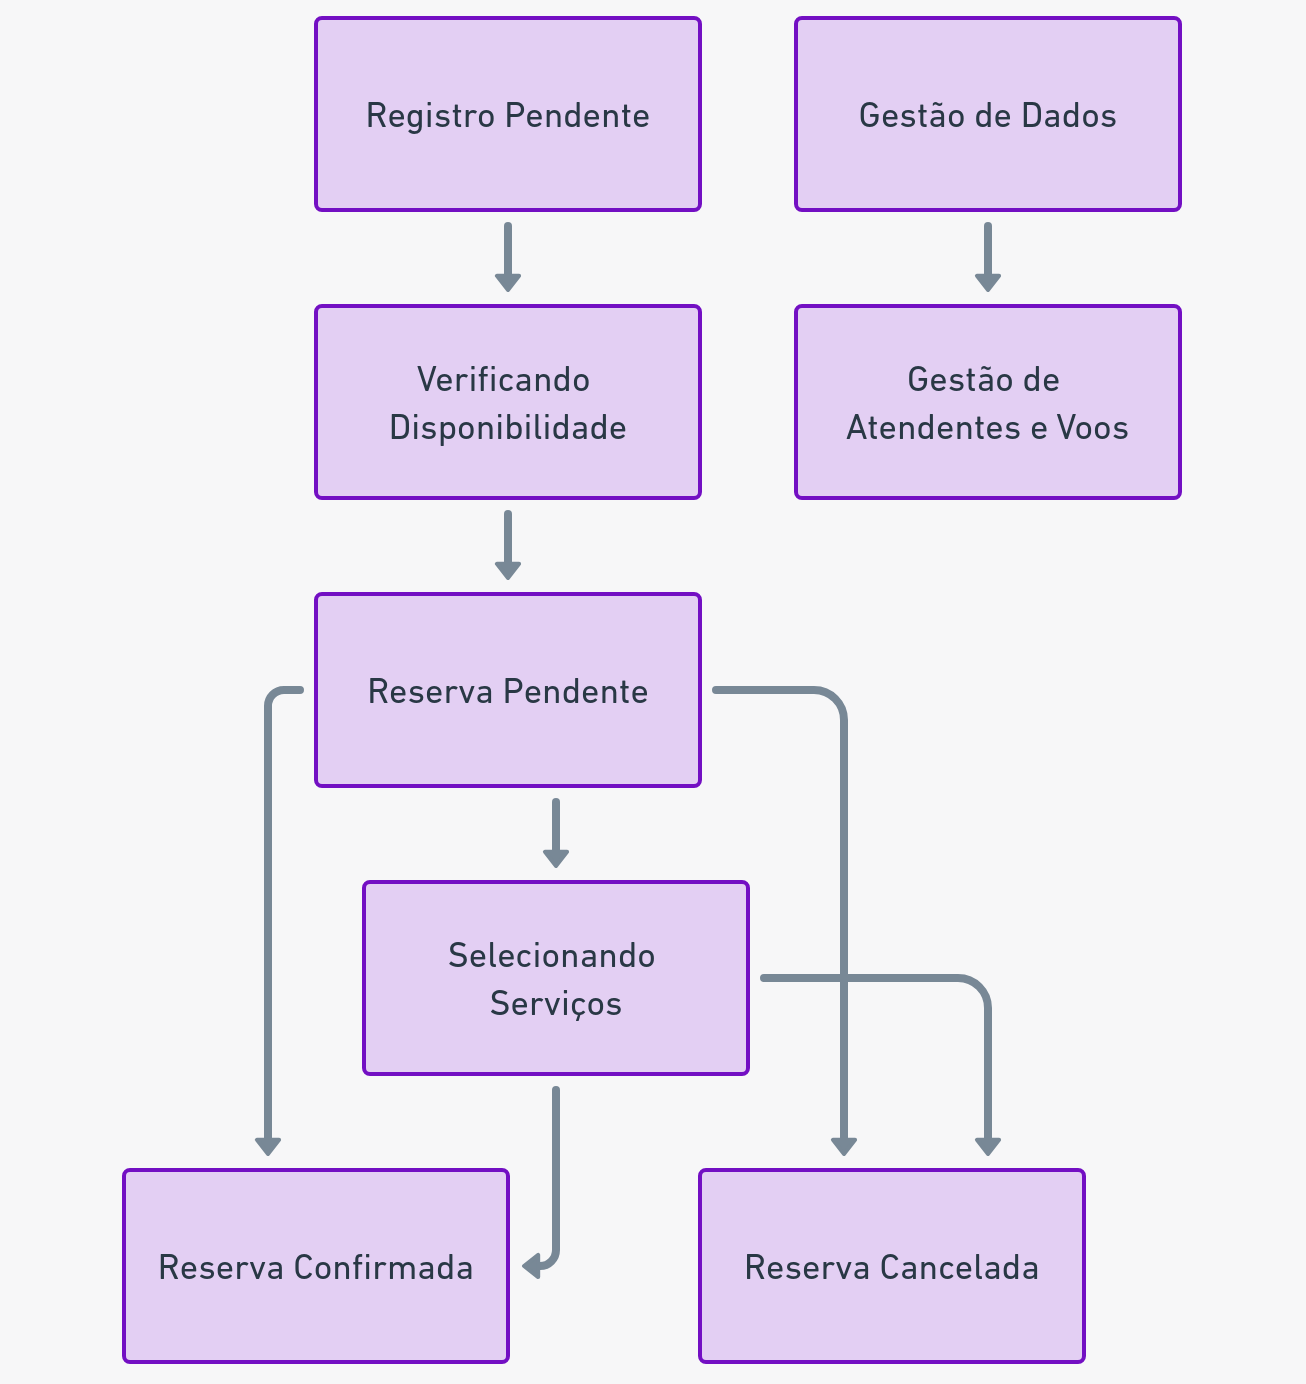 Registro Pendente
Gestão de Dados
Verificando
Disponibilidade
Gestão de
Atendentes e Voos
Reserva Pendente
Selecionando
Serviços
Reserva Confirmada
Reserva Cancelada